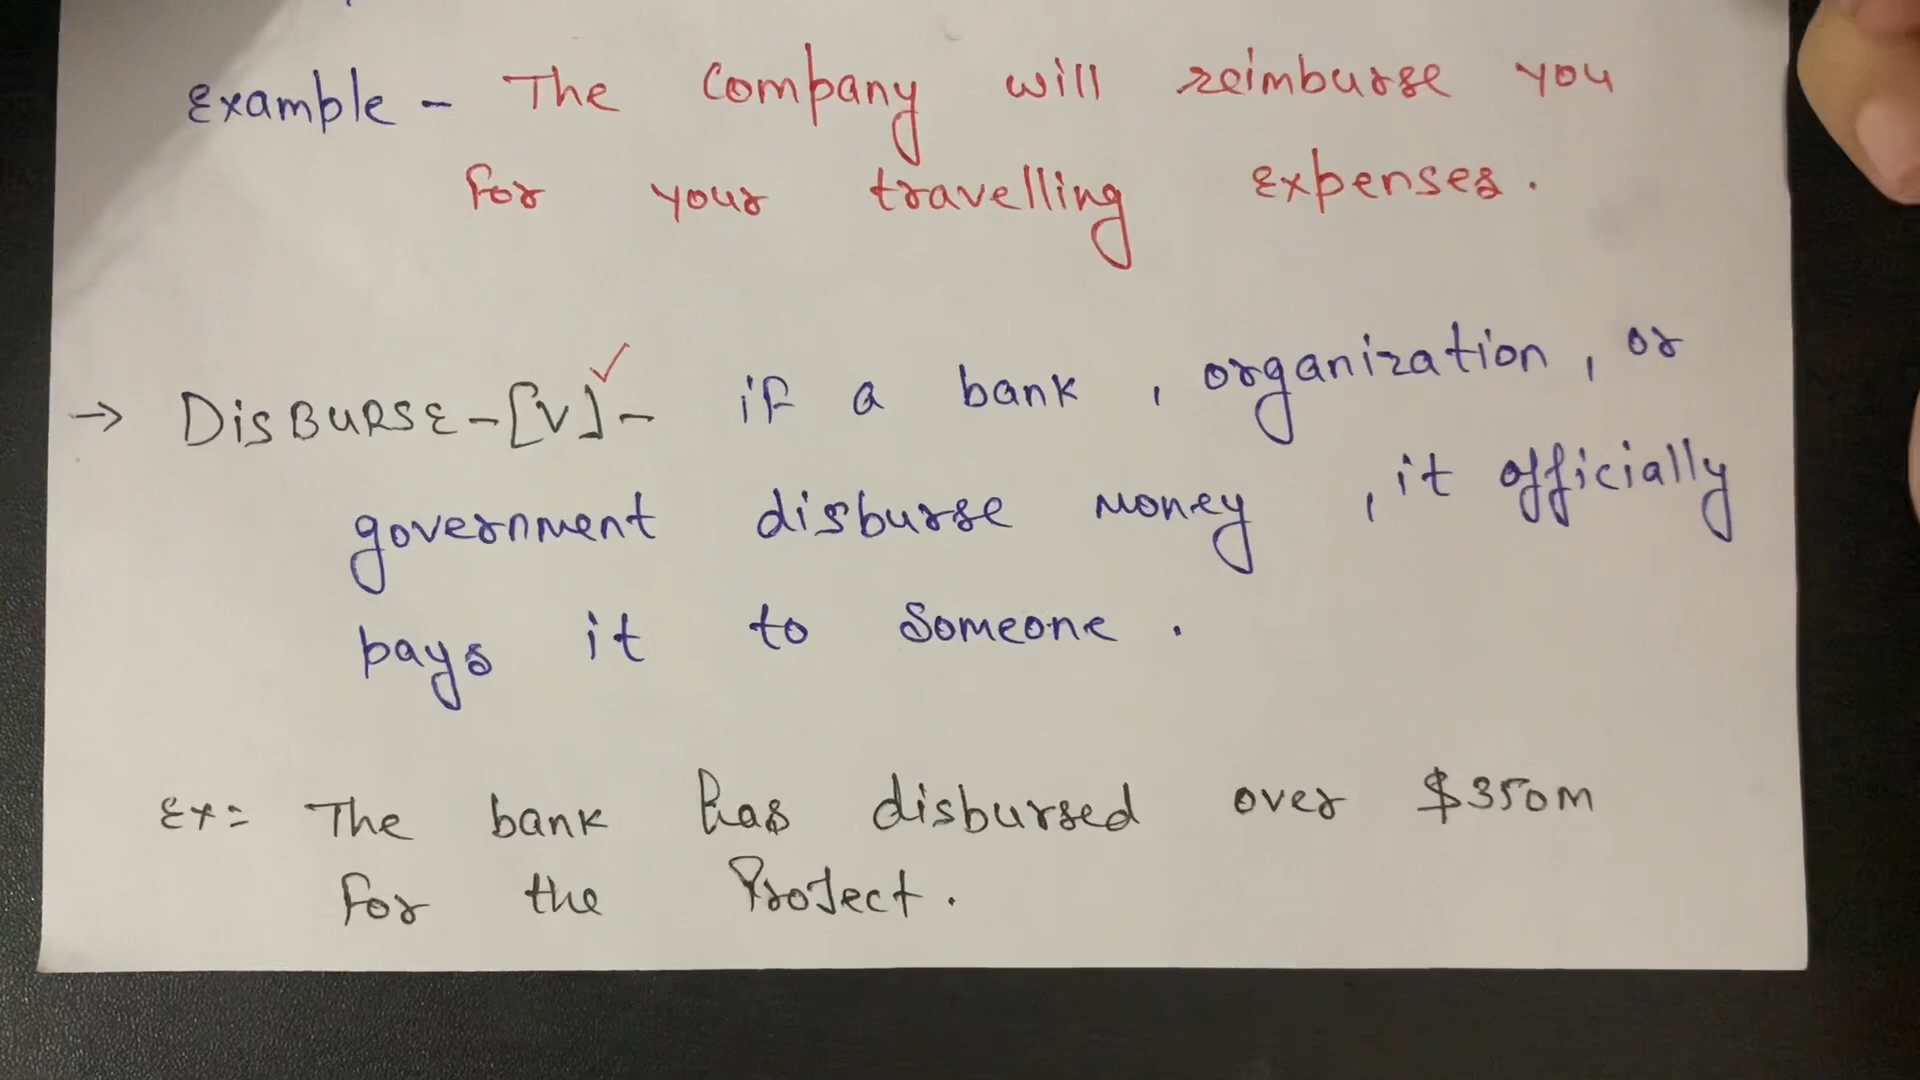 Example - The Company will reimburse you
for your travelling expenses.
→ DISBURSE-[V]- if a bank, organization, or
government disburse money, it officially
pays it to someone.
Ex= The bank has disbursed over $350M
for the Project.